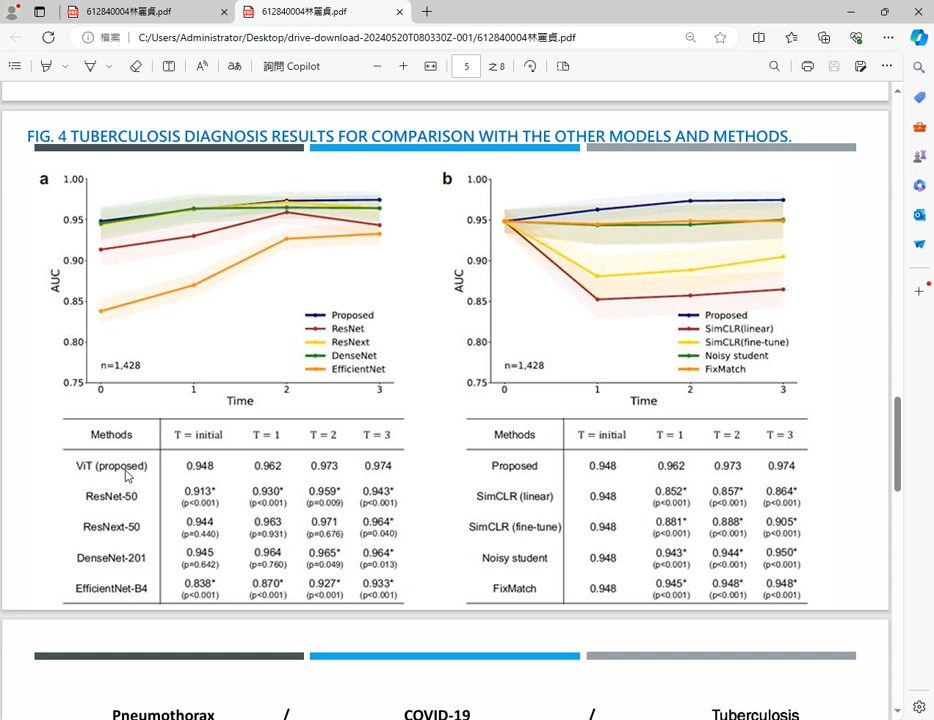 612840004林麗貞.pdf
612840004林麗貞.pdf
檔案
C:/Users/Administrator/Desktop/drive-download-20240520T080330Z-001/612840004林麗貞.pdf
詢問 Copilot
5
之 8
FIG. 4 TUBERCULOSIS DIAGNOSIS RESULTS FOR COMPARISON WITH THE OTHER MODELS AND METHODS.
a
1.00
0.95
0.90
0.85
0.80
0.75
AUC
Proposed
ResNet
ResNext
DenseNet
EfficientNet
n=1,428
0 1 2 3
Time
b
1.00
0.95
0.90
0.85
0.80
0.75
AUC
Proposed
SimCLR(linear)
SimCLR(fine-tune)
Noisy student
FixMatch
n=1,428
0 1 2 3
Time
Methods T = initial T = 1 T = 2 T = 3
ViT (proposed) 0.948 0.962 0.973 0.974
ResNet-50 0.913* 0.930* 0.959* 0.943*
(p<0.001) (p<0.001) (p=0.009) (p<0.001)
ResNext-50 0.944 0.963 0.971 0.964*
(p=0.440) (p=0.931) (p=0.676) (p=0.040)
DenseNet-201 0.945 0.964 0.965* 0.964*
(p=0.642) (p=0.760) (p=0.049) (p=0.013)
EfficientNet-B4 0.838* 0.870* 0.927* 0.933*
(p<0.001) (p<0.001) (p<0.001) (p<0.001)
Methods T = initial T = 1 T = 2 T = 3
Proposed 0.948 0.962 0.973 0.974
SimCLR (linear) 0.948 0.852* 0.857* 0.864*
(p<0.001) (p<0.001) (p<0.001)
SimCLR (fine-tune) 0.948 0.881* 0.888* 0.905*
(p<0.001) (p<0.001) (p<0.001)
Noisy student 0.948 0.943* 0.944* 0.950*
(p<0.001) (p<0.001) (p<0.001)
FixMatch 0.948 0.945* 0.948* 0.948*
(p<0.001) (p<0.001) (p<0.001)
Pneumothorax / COVID-19 / Tuberculosis